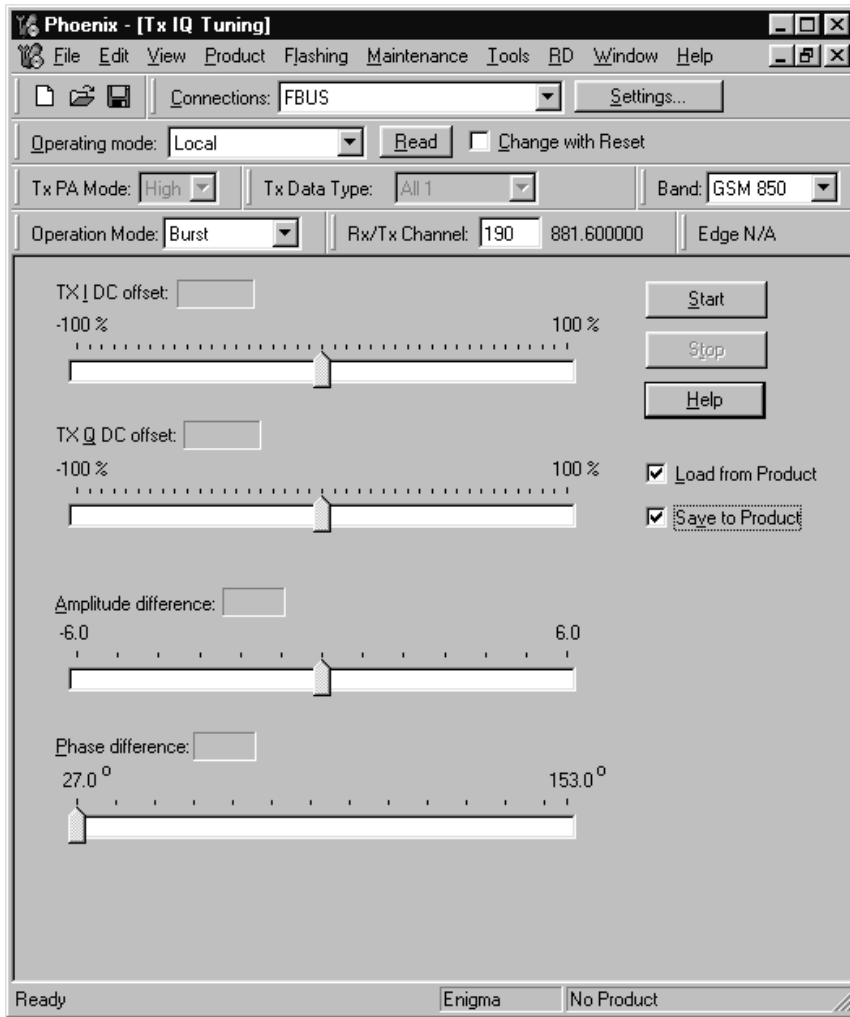 Phoenix - [Tx IQ Tuning]
File Edit View Product Flashing Maintenance Tools RD Window Help
Connections: FBUS Settings...
Operating mode: Local Read Change with Reset
Tx PA Mode: High Tx Data Type: All 1 Band: GSM 850
Operation Mode: Burst Rx/Tx Channel: 190 881.600000 Edge N/A
TX I DC offset:
-100 % 100 %
Start
Stop
Help
TX Q DC offset:
-100 % 100 %
Load from Product
Save to Product
Amplitude difference:
-6.0 6.0
Phase difference:
27.0 º 153.0 º
Ready Enigma No Product